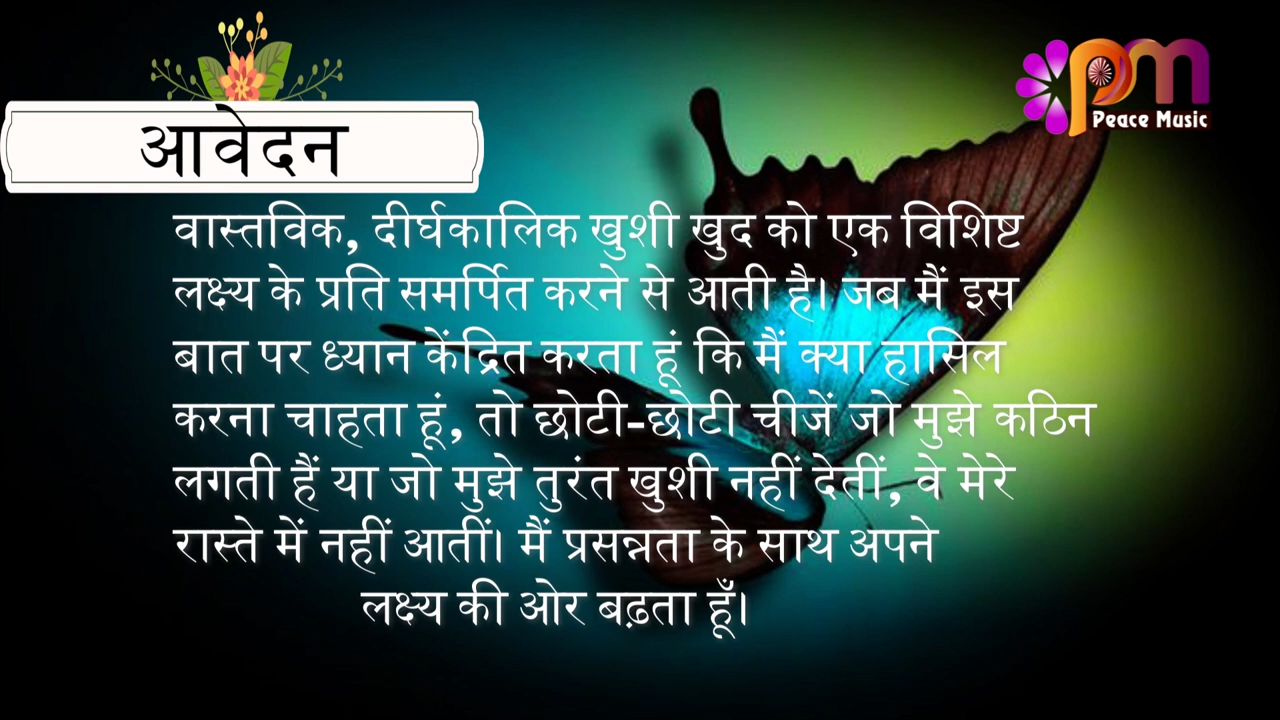 आवेदन
pm
Peace Music
वास्तविक, दीर्घकालिक खुशी खुद को एक विशिष्ट
लक्ष्य के प्रति समर्पित करने से आती है। जब मैं इस
बात पर ध्यान केंद्रित करता हूं कि मैं क्या हासिल
करना चाहता हूं, तो छोटी-छोटी चीजें जो मुझे कठिन
लगती हैं या जो मुझे तुरंत खुशी नहीं देतीं, वे मेरे
रास्ते में नहीं आतीं। मैं प्रसन्नता के साथ अपने
लक्ष्य की ओर बढ़ता हूँ।